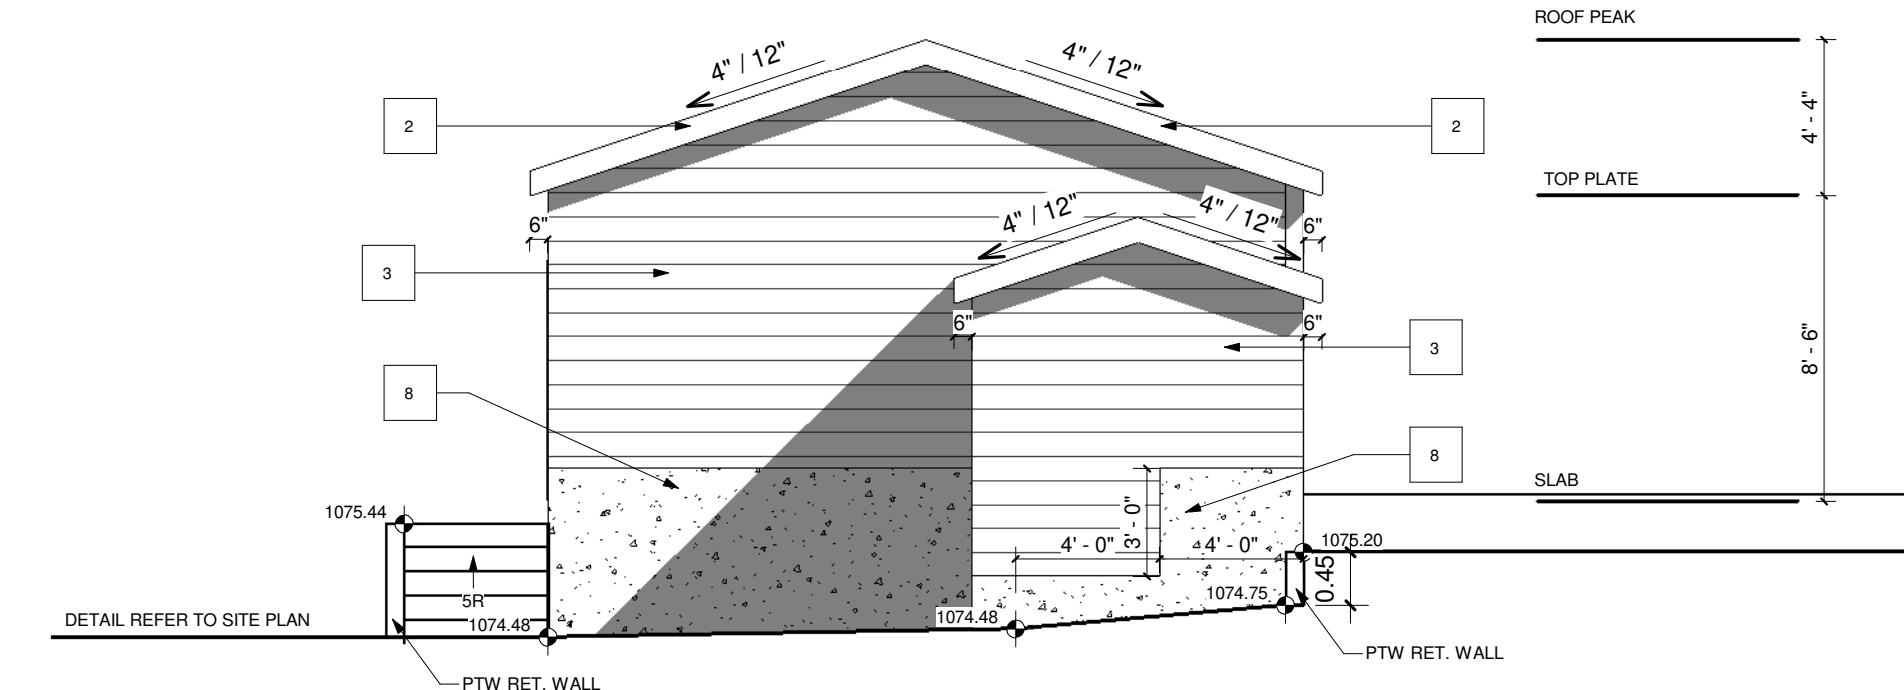 ROOF PEAK
4" / 12"
4" / 12"
2
2
4' - 4"
TOP PLATE
4" / 12"
4" / 12"
6"
6"
3
6"
6"
3
8' - 6"
8
8
SLAB
1075.44
3' - 0"
4' - 0"
4' - 0"
1075.20
0.45
5R
1074.75
DETAIL REFER TO SITE PLAN
1074.48
1074.48
PTW RET. WALL
PTW RET. WALL